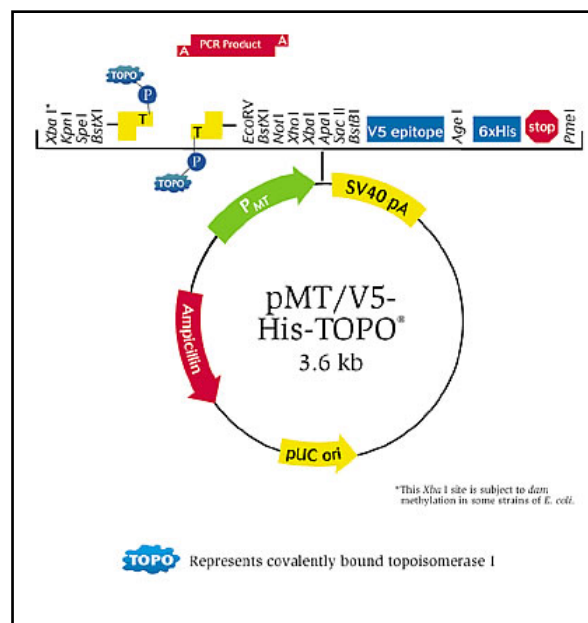 A PCR Product A
TOPO
P
Xba I*
Kpn I
Spe I
BstX I
T
T
P
TOPO
EcoRV
BstX I
Not I
Xho I
Xba I
Apa I
Sac II
BstB I
V5 epitope
Age I
6xHis
stop
Pme I
PMT
SV40 pA
Ampicillin
pUC ori
pMT/V5-
His-TOPO®
3.6 kb
*This Xba I site is subject to dam
methylation in some strains of E. coli.
TOPO Represents covalently bound topoisomerase I